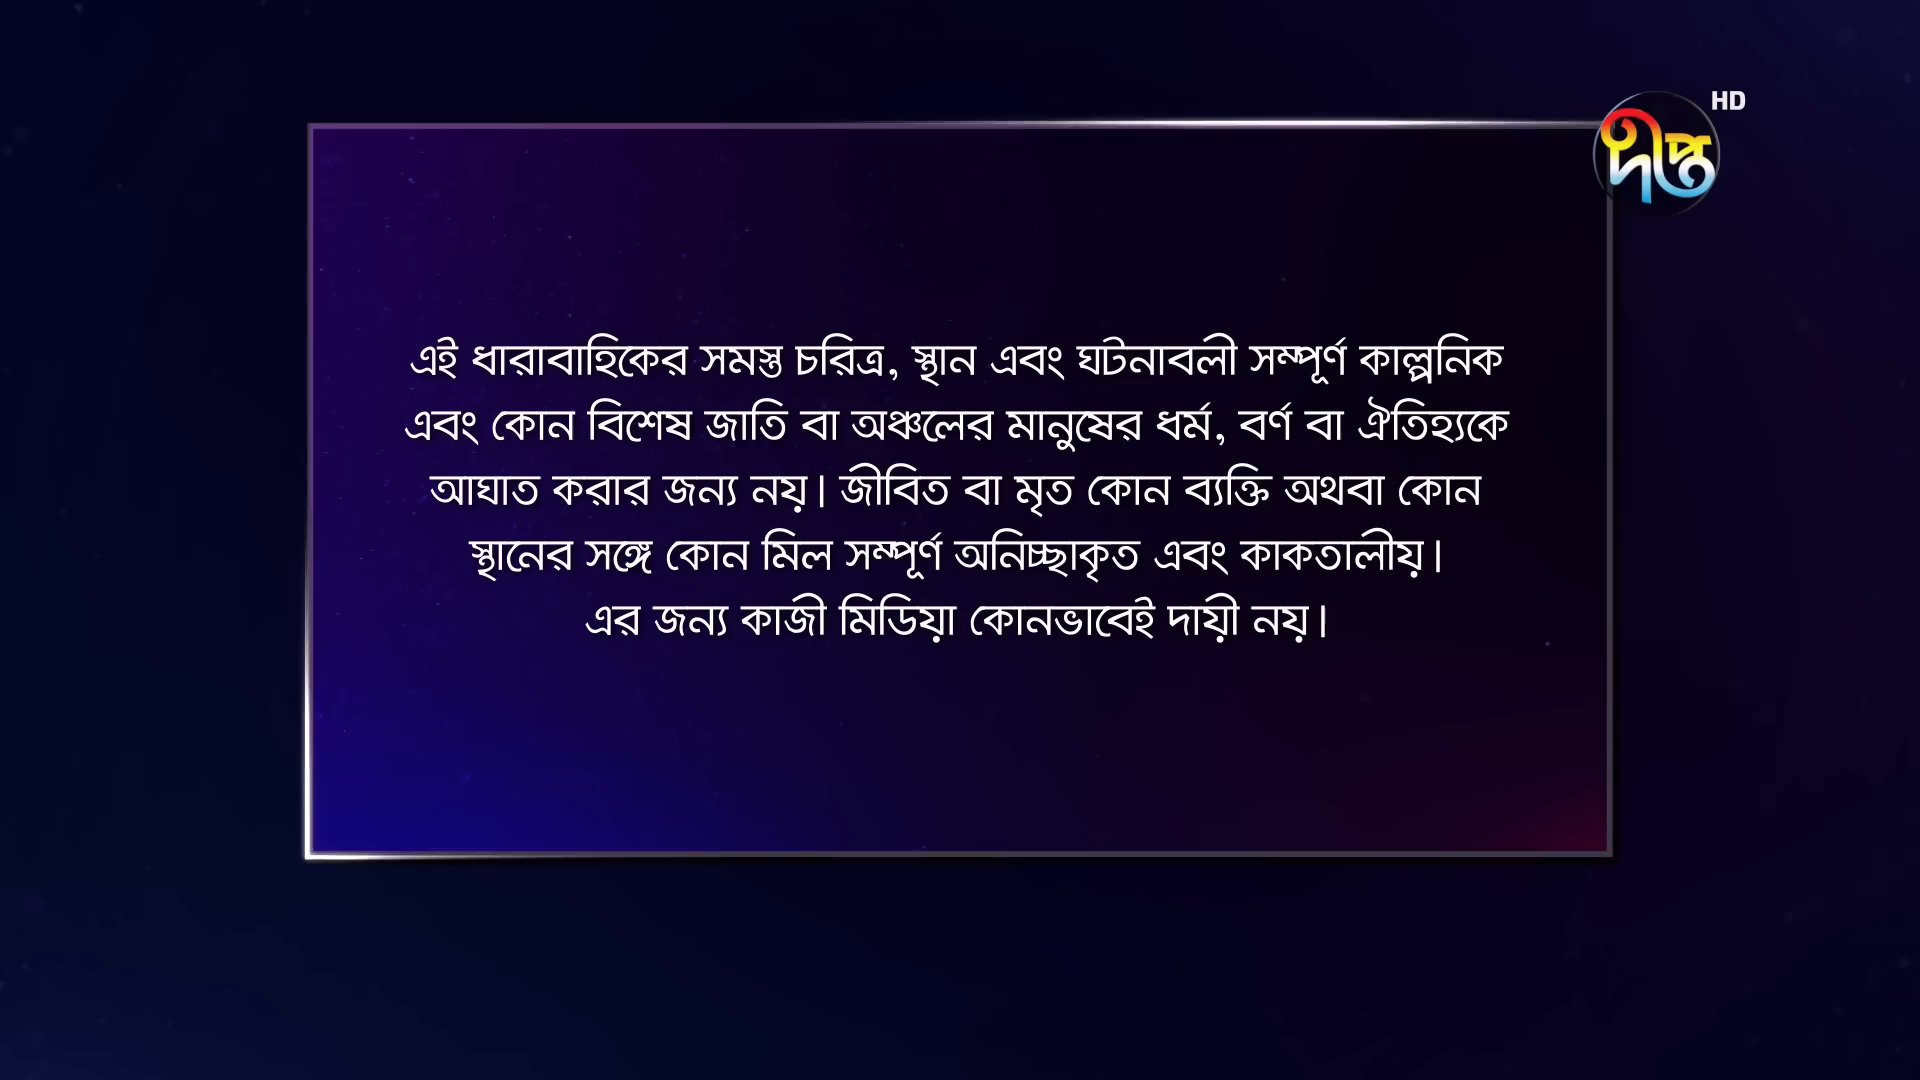 HD
দীপ্ত
এই ধারাবাহিকের সমস্ত চরিত্র, স্থান এবং ঘটনাবলী সম্পূর্ণ কাল্পনিক
এবং কোন বিশেষ জাতি বা অঞ্চলের মানুষের ধর্ম, বর্ণ বা ঐতিহ্যকে
আঘাত করার জন্য নয়। জীবিত বা মৃত কোন ব্যক্তি অথবা কোন
স্থানের সঙ্গে কোন মিল সম্পূর্ণ অনিচ্ছাকৃত এবং কাকতালীয়।
এর জন্য কাজী মিডিয়া কোনভাবেই দায়ী নয়।